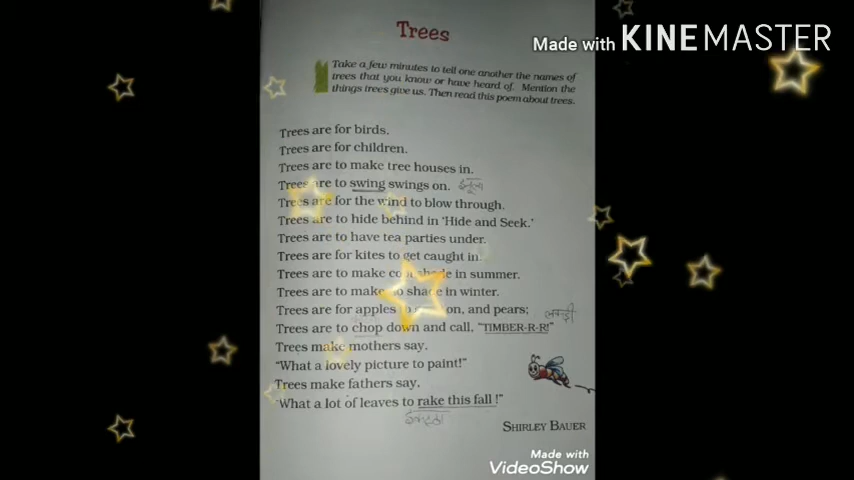 Made with KINEMASTER
Trees
Take a few minutes to tell one another the names of
trees that you know or have heard of. Mention the
things trees give us. Then read this poem about trees.
Trees are for birds.
Trees are for children.
Trees are to make tree houses in.
Trees are to swing swings on. झूला
Trees are for the wind to blow through.
Trees are to hide behind in 'Hide and Seek.'
Trees are to have tea parties under.
Trees are for kites to get caught in.
Trees are to make cool shade in summer.
Trees are to make no shade in winter.
Trees are for apples to on, and pears;
लकड़ी
Trees are to chop down and call, "TIMBER-R-R!"
Trees make mothers say.
"What a lovely picture to paint!"
Trees make fathers say.
"What a lot of leaves to rake this fall !"
SHIRLEY BAUER
Made with
VideoShow